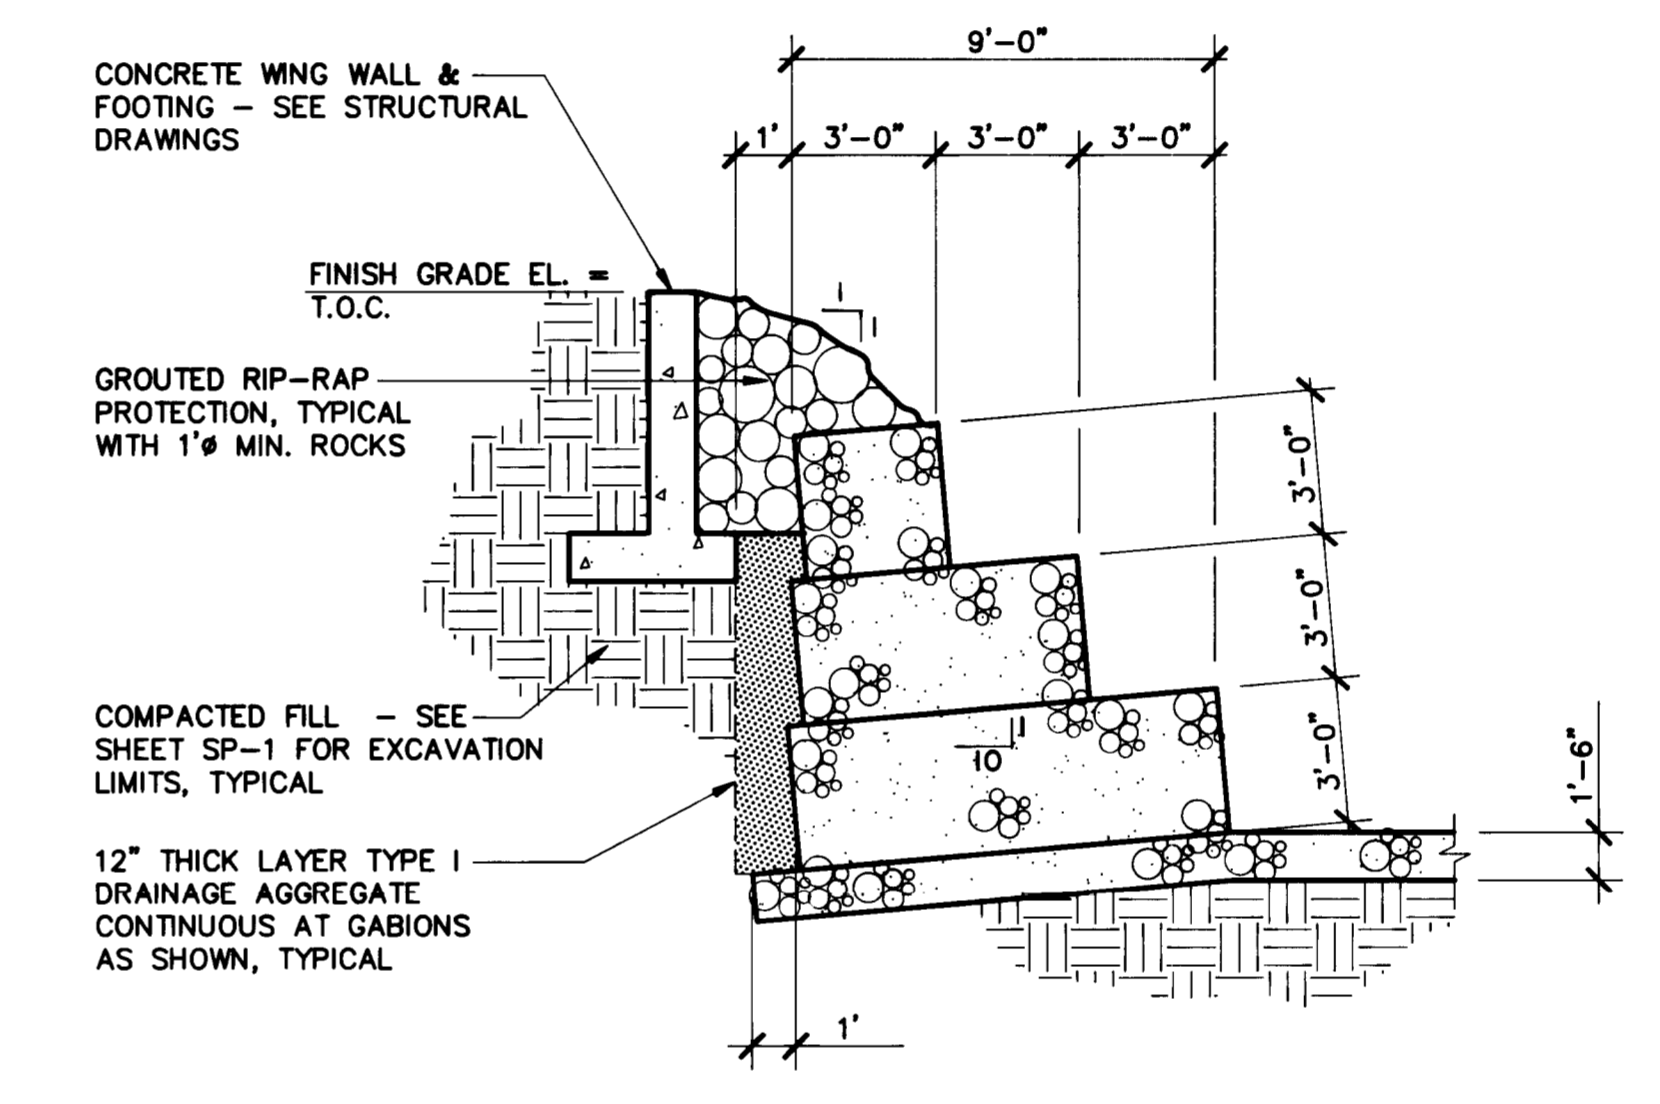 CONCRETE WING WALL &
FOOTING – SEE STRUCTURAL
DRAWINGS
9'-0"
1'
3'-0"
3'-0"
3'-0"
FINISH GRADE EL. =
T.O.C.
1
1
GROUTED RIP-RAP
PROTECTION, TYPICAL
WITH 1'ø MIN. ROCKS
3'-0"
3'-0"
3'-0"
COMPACTED FILL – SEE
SHEET SP-1 FOR EXCAVATION
LIMITS, TYPICAL
1
10
1'-6"
12" THICK LAYER TYPE I
DRAINAGE AGGREGATE
CONTINUOUS AT GABIONS
AS SHOWN, TYPICAL
1'